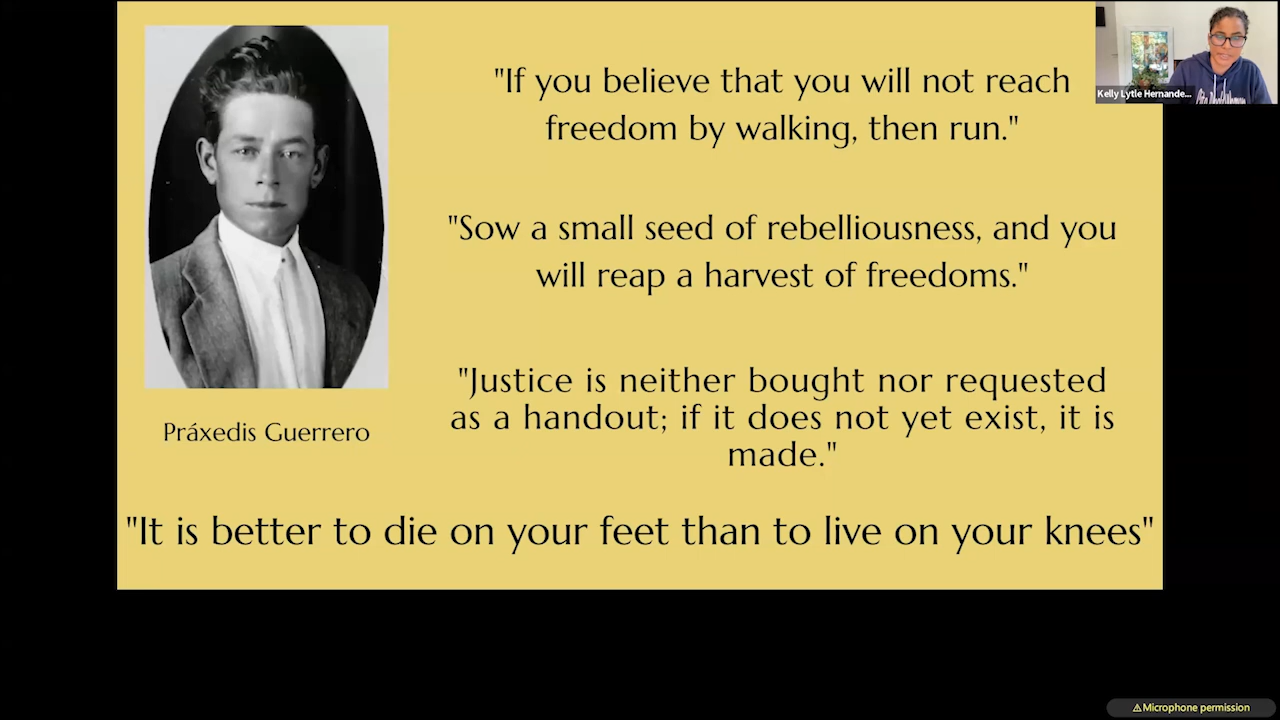 "If you believe that you will not reach
freedom by walking, then run."
Kelly Lytle Hernande...
"Sow a small seed of rebelliousness, and you
will reap a harvest of freedoms."
"Justice is neither bought nor requested
as a handout; if it does not yet exist, it is
made."
Práxedis Guerrero
"It is better to die on your feet than to live on your knees"
⚠Microphone permission